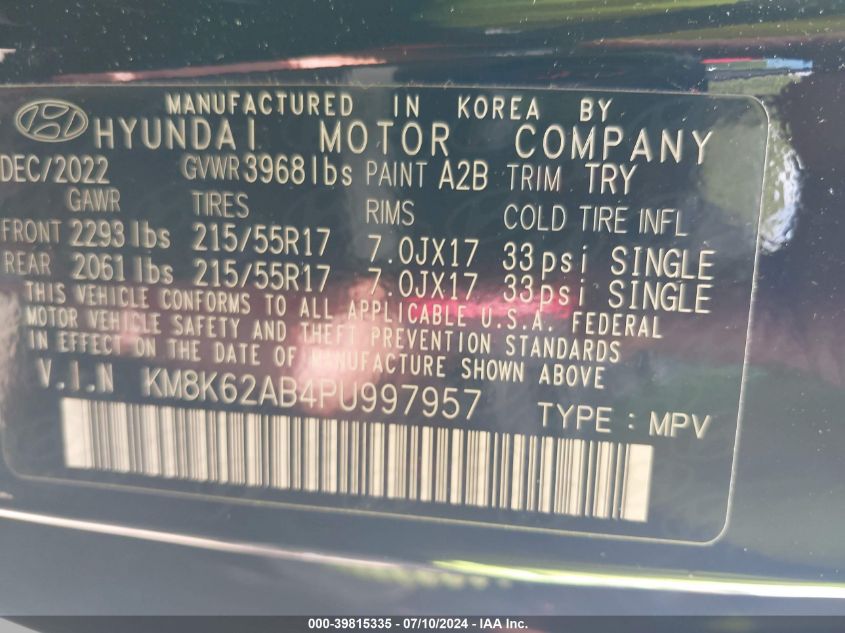 MANUFACTURED IN KOREA BY
HYUNDAI MOTOR COMPANY
DEC/2022 GVWR 3968lbs PAINT A2B TRIM TRY
GAWR TIRES RIMS COLD TIRE INFL
FRONT 2293lbs 215/55R17 7.0JX17 33psi SINGLE
REAR 2061lbs 215/55R17 7.0JX17 33psi SINGLE
THIS VEHICLE CONFORMS TO ALL APPLICABLE U.S.A. FEDERAL
MOTOR VEHICLE SAFETY AND THEFT PREVENTION STANDARDS
IN EFFECT ON THE DATE OF MANUFACTURE SHOWN ABOVE
V.I.N KM8K62AB4PU997957
TYPE: MPV
000-39815335 - 07/10/2024 - IAA Inc.